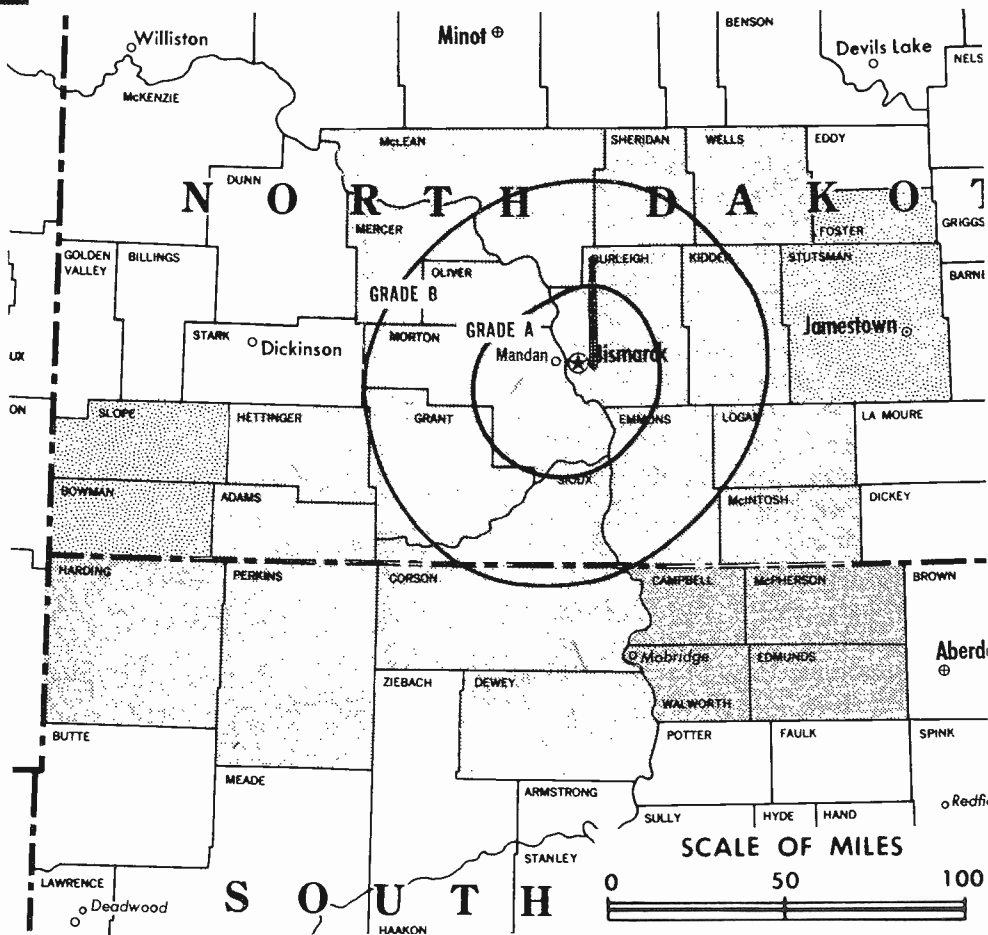 Williston
Minot
BENSON
Devils Lake
NELS
McKENZIE
McLEAN
SHERIDAN
WELLS
EDDY
DUNN
NORTH DAKOT
MERCER
FOSTER
GRIGGS
GOLDEN
VALLEY
BILLINGS
OLIVER
BURLEIGH
KIDDER
STUTSMAN
BARNE
GRADE B
STARK
Dickinson
MORTON
GRADE A
Mandan
Bismarck
Jamestown
UX
ON
SLOPE
HETTINGER
GRANT
EMMONS
LOGAN
LA MOURE
BOWMAN
ADAMS
SIOUX
McINTOSH
DICKEY
HARDING
PERKINS
CORSON
CAMPBELL
McPHERSON
BROWN
Mobridge
EDMUNDS
Aberde
ZIEBACH
DEWEY
WALWORTH
BUTTE
POTTER
FAULK
SPINK
MEADE
ARMSTRONG
SULLY
HYDE
HAND
Redfi
SCALE OF MILES
STANLEY
LAWRENCE
Deadwood
SOUTH
HAAKON
0 50 100